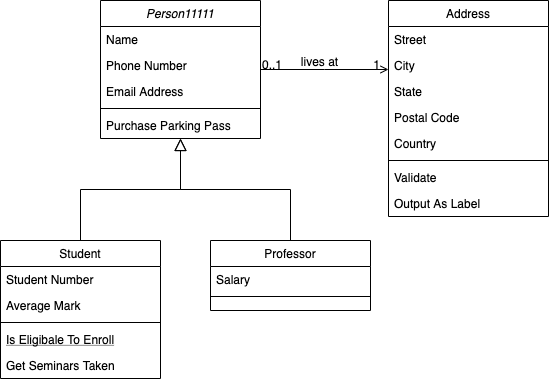 Person11111
Name
Phone Number
Email Address
Purchase Parking Pass
0..1 lives at 1
Address
Street
City
State
Postal Code
Country
Validate
Output As Label
Student
Student Number
Average Mark
Is Eligibale To Enroll
Get Seminars Taken
Professor
Salary